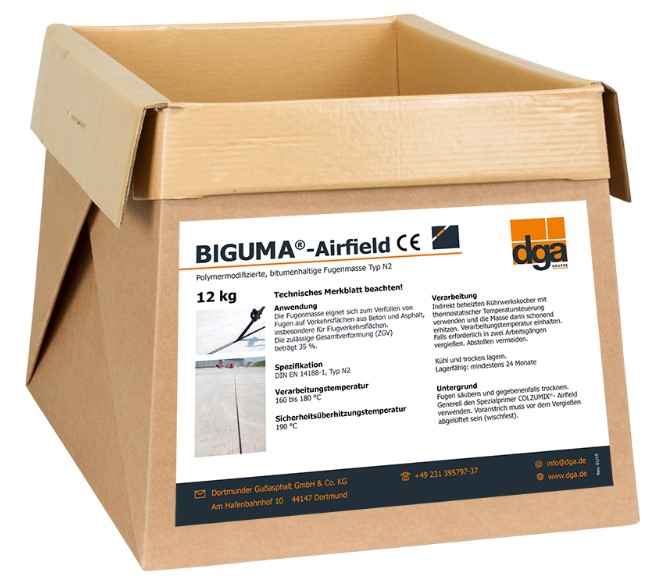 BIGUMA®-Airfield CE
Polymermodifizierte, bitumenhaltige Fugenmasse Typ N2
dga
GRUPPE
12 kg
Technisches Merkblatt beachten!
Anwendung
Die Fugenmasse eignet sich zum Verfüllen von
Fugen auf Verkehrsflächen aus Beton und Asphalt,
insbesondere für Flugverkehrsflächen.
Die zulässige Gesamtverformung (ZGV)
beträgt 35 %.
Spezifikation
DIN EN 14188-1, Typ N2
Verarbeitungstemperatur
160 bis 180 °C
Sicherheitsüberhitzungstemperatur
190 °C
Verarbeitung
Indirekt beheizten Rührwerkskocher mit
thermostatischer Temperatursteuerung
verwenden und die Masse darin schonend
erhitzen. Verarbeitungstemperatur einhalten.
Falls erforderlich in zwei Arbeitsgängen
vergießen. Abstollen vermeiden.
Kühl und trocken lagern.
Lagerfähig: mindestens 24 Monate
Untergrund
Fugen säubern und gegebenenfalls trocknen.
Generell den Spezialprimer COLZUMIX®- Airfield
verwenden. Voranstrich muss vor dem Vergießen
abgelüftet sein (wischfest).
Dortmunder Gußasphalt GmbH & Co. KG
Am Hafenbahnhof 10 44147 Dortmund
+49 231 395797-37
@ info@dga.de
www.dga.de
Rev. 01/19